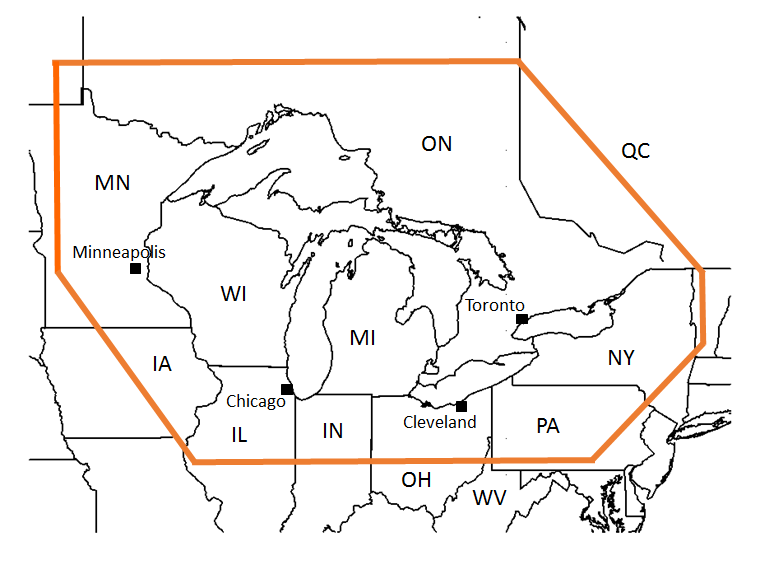 ON
QC
MN
Minneapolis
WI
Toronto
MI
NY
IA
Chicago
Cleveland
PA
IL
IN
OH
WV